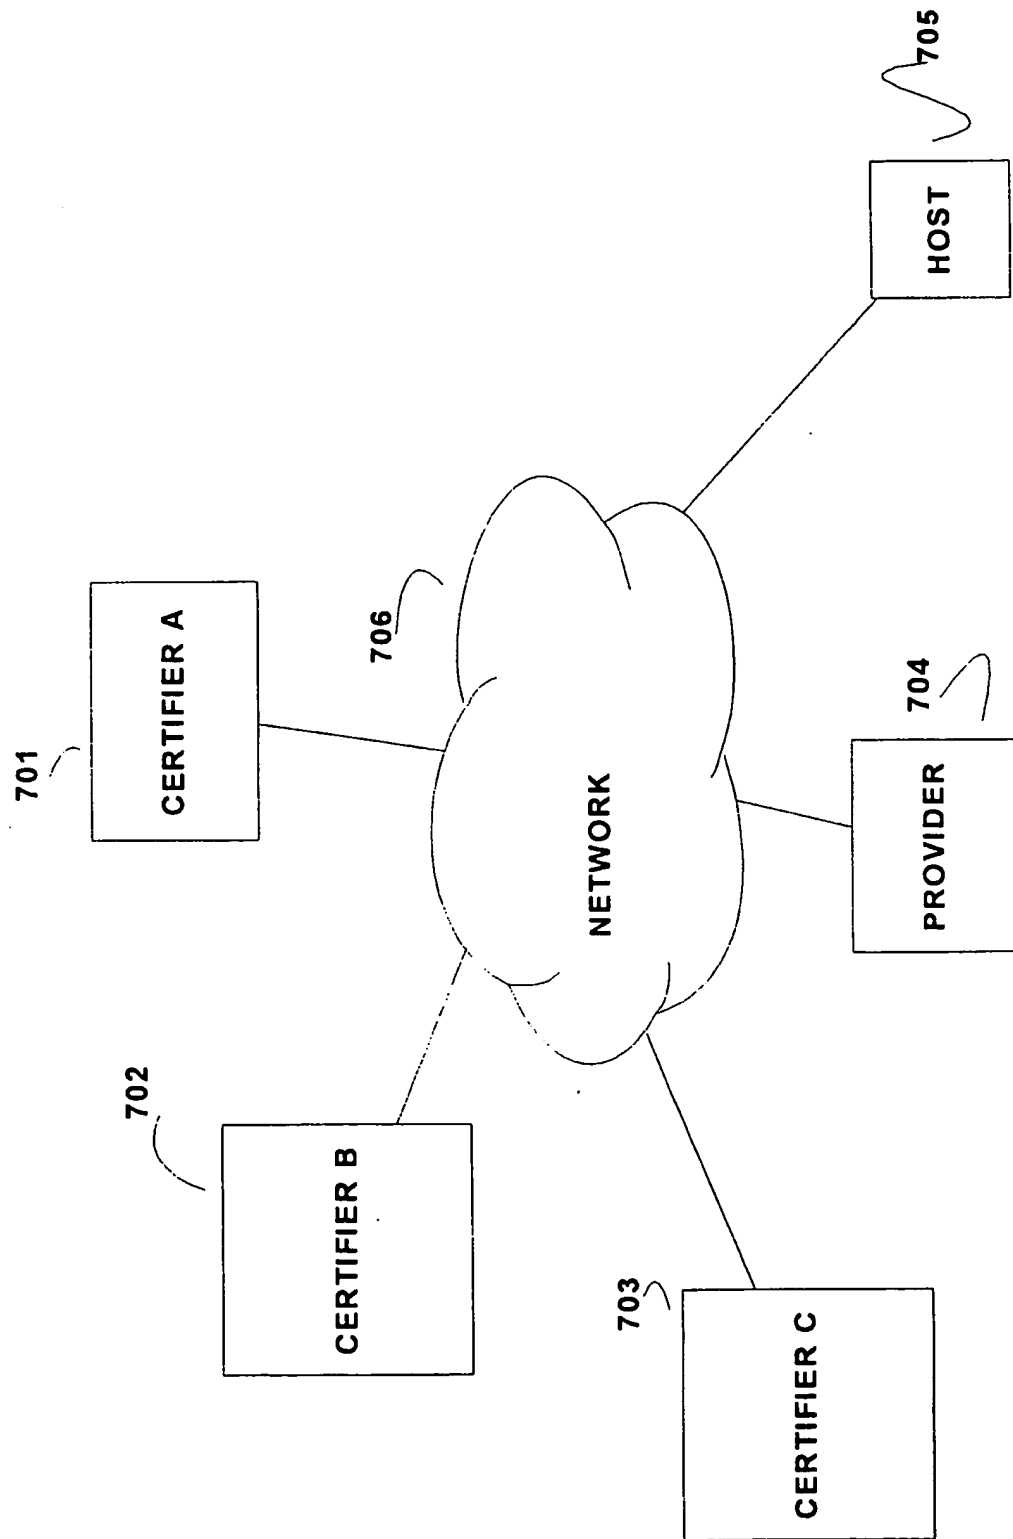 701
CERTIFIER A
702
CERTIFIER B
703
CERTIFIER C
706
NETWORK
704
PROVIDER
705
HOST